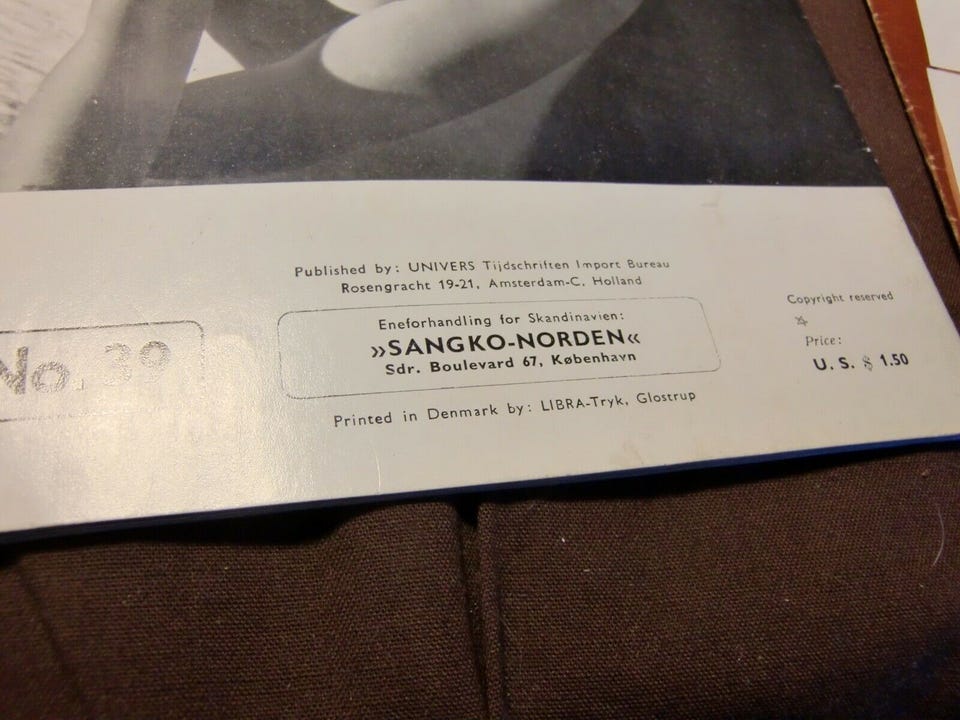 Published by: UNIVERS Tijdschriften Import Bureau
Rosengracht 19-21, Amsterdam-C, Holland
No. 39
Eneforhandling for Skandinavien:
»SANGKO-NORDEN«
Sdr. Boulevard 67, København
Printed in Denmark by: LIBRA-Tryk, Glostrup
Copyright reserved
Price:
U. S. $ 1.50